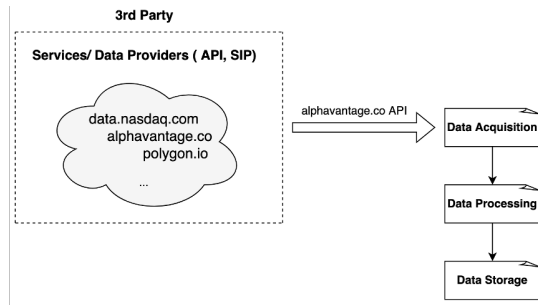 3rd Party
Services/ Data Providers ( API, SIP)
data.nasdaq.com
alphavantage.co
polygon.io
...
alphavantage.co API
Data Acquisition
Data Processing
Data Storage